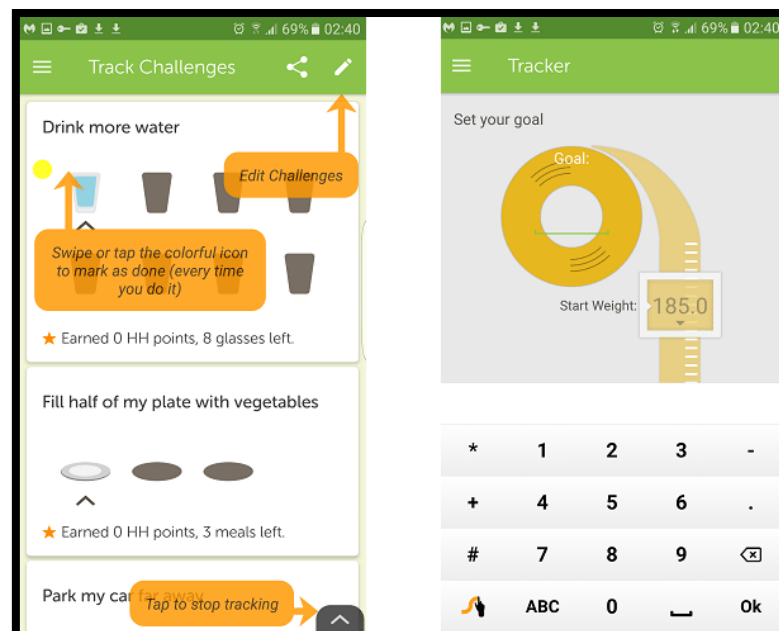 69% 02:40
Track Challenges
Drink more water
Edit Challenges
Swipe or tap the colorful icon
to mark as done (every time
you do it)
Earned 0 HH points, 8 glasses left.
Fill half of my plate with vegetables
Earned 0 HH points, 3 meals left.
Park my car far away
Tap to stop tracking
69% 02:40
Tracker
Set your goal
Goal:
Start Weight: 185.0
* 1 2 3 -
+ 4 5 6 .
# 7 8 9
ABC 0 Ok